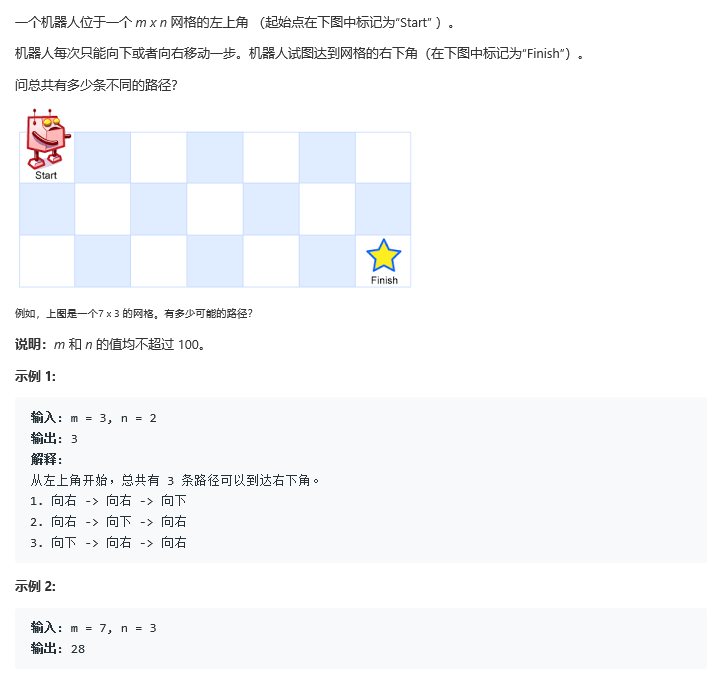 一个机器人位于一个 m x n 网格的左上角 （起始点在下图中标记为“Start” ）。
机器人每次只能向下或者向右移动一步。机器人试图达到网格的右下角（在下图中标记为“Finish”）。
问总共有多少条不同的路径？
Start
Finish
例如，上图是一个7 x 3 的网格。有多少可能的路径？
说明：m 和 n 的值均不超过 100。
示例 1:
输入: m = 3, n = 2
输出: 3
解释:
从左上角开始，总共有 3 条路径可以到达右下角。
1. 向右 -> 向右 -> 向下
2. 向右 -> 向下 -> 向右
3. 向下 -> 向右 -> 向右
示例 2:
输入: m = 7, n = 3
输出: 28